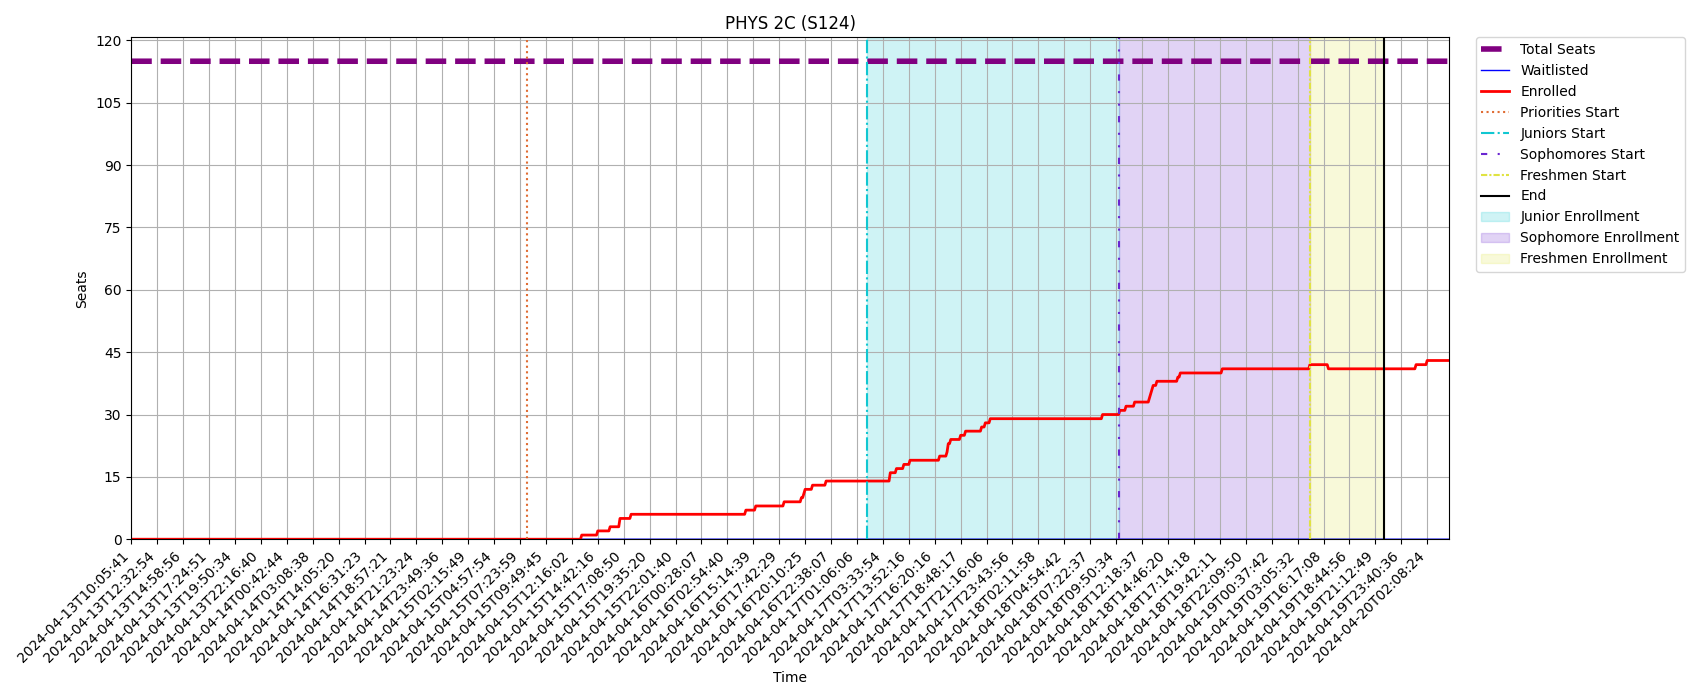 PHYS 2C (S124)
120
105
90
75
60
45
30
15
0
Seats
2024-04-13T10:05:41
2024-04-13T12:32:54
2024-04-13T14:58:56
2024-04-13T17:24:51
2024-04-13T19:50:34
2024-04-13T22:16:40
2024-04-14T00:42:44
2024-04-14T03:08:38
2024-04-14T14:05:20
2024-04-14T16:31:23
2024-04-14T18:57:21
2024-04-14T21:23:24
2024-04-14T23:49:36
2024-04-15T02:15:49
2024-04-15T04:57:54
2024-04-15T07:23:59
2024-04-15T09:49:45
2024-04-15T12:16:02
2024-04-15T14:42:16
2024-04-15T17:08:50
2024-04-15T19:35:20
2024-04-15T22:01:40
2024-04-16T00:28:07
2024-04-16T02:54:40
2024-04-16T15:14:39
2024-04-16T17:42:29
2024-04-16T20:10:25
2024-04-16T22:38:07
2024-04-17T01:06:06
2024-04-17T03:33:54
2024-04-17T13:52:16
2024-04-17T16:20:16
2024-04-17T18:48:17
2024-04-17T21:16:06
2024-04-17T23:43:56
2024-04-18T02:11:58
2024-04-18T04:54:42
2024-04-18T07:22:37
2024-04-18T09:50:34
2024-04-18T12:18:37
2024-04-18T14:46:20
2024-04-18T17:14:18
2024-04-18T19:42:11
2024-04-18T22:09:50
2024-04-19T00:37:42
2024-04-19T03:05:32
2024-04-19T16:17:08
2024-04-19T18:44:56
2024-04-19T21:12:49
2024-04-19T23:40:36
2024-04-20T02:08:24
Time
Total Seats
Waitlisted
Enrolled
Priorities Start
Juniors Start
Sophomores Start
Freshmen Start
End
Junior Enrollment
Sophomore Enrollment
Freshmen Enrollment